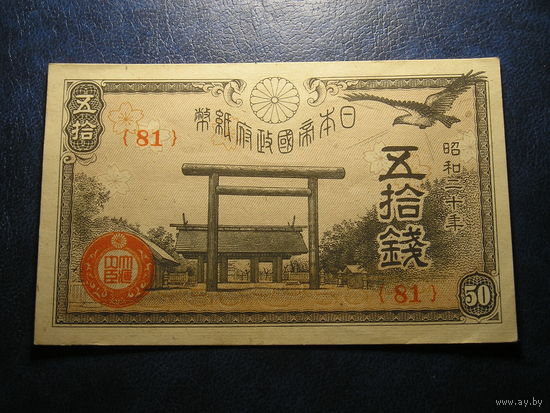 日本帝國政府紙幣
五拾
{81}
昭和二十年
五拾錢
{81}
50
www.ay.by